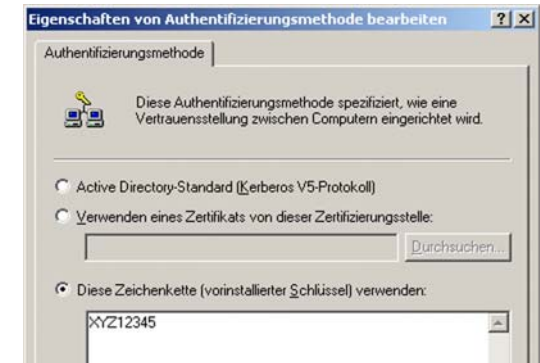 Eigenschaften von Authentifizierungsmethode bearbeiten
Authentifizierungsmethode
Diese Authentifizierungsmethode spezifiziert, wie eine
Vertrauensstellung zwischen Computern eingerichtet wird.
Active Directory-Standard (Kerberos V5-Protokoll)
Verwenden eines Zertifikats von dieser Zertifizierungsstelle:
Durchsuchen...
Diese Zeichenkette (vorinstallierter Schlüssel) verwenden:
XYZ12345